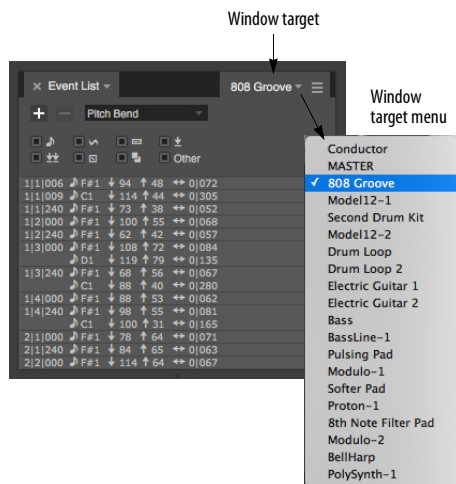 Window target
Event List
808 Groove
Window
target menu
+ − Pitch Bend
Other
1|1|006 F#1 94 48 0|072
1|1|009 C1 114 44 0|305
1|1|240 F#1 73 38 0|052
1|2|000 F#1 100 55 0|068
1|2|240 F#1 62 42 0|057
1|3|000 F#1 108 72 0|084
D1 119 79 0|135
1|3|240 F#1 68 56 0|067
C1 88 40 0|280
1|4|000 F#1 88 53 0|062
1|4|240 F#1 98 55 0|081
C1 100 31 0|165
2|1|000 F#1 78 64 0|071
2|1|240 F#1 84 65 0|063
2|2|000 F#1 114 64 0|067
Conductor
MASTER
✓ 808 Groove
Model12-1
Second Drum Kit
Model12-2
Drum Loop
Drum Loop 2
Electric Guitar 1
Electric Guitar 2
Bass
BassLine-1
Pulsing Pad
Modulo-1
Softer Pad
Proton-1
8th Note Filter Pad
Modulo-2
BellHarp
PolySynth-1